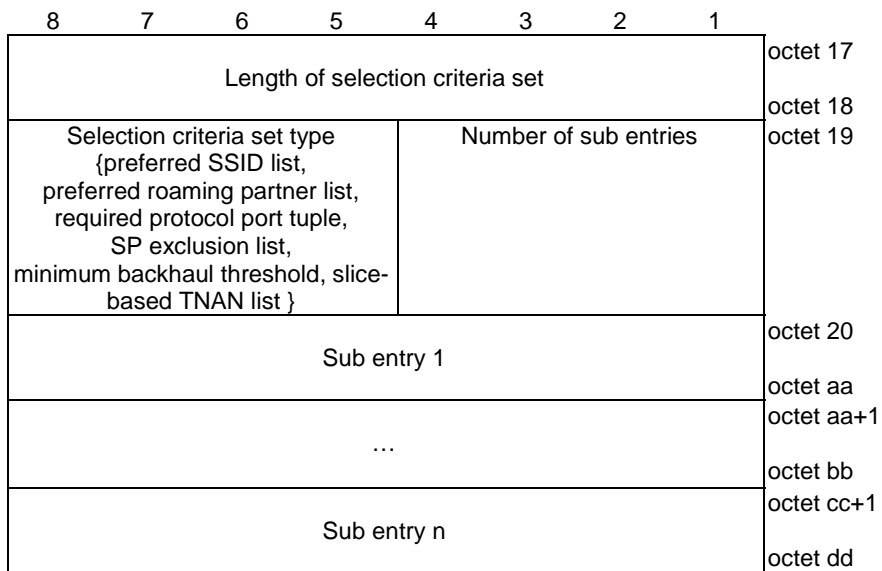 8 7 6 5 4 3 2 1
octet 17
Length of selection criteria set
octet 18
Selection criteria set type Number of sub entries octet 19
{preferred SSID list,
preferred roaming partner list,
required protocol port tuple,
SP exclusion list,
minimum backhaul threshold, slice-
based TNAN list }
octet 20
Sub entry 1
octet aa
octet aa+1
…
octet bb
octet cc+1
Sub entry n
octet dd